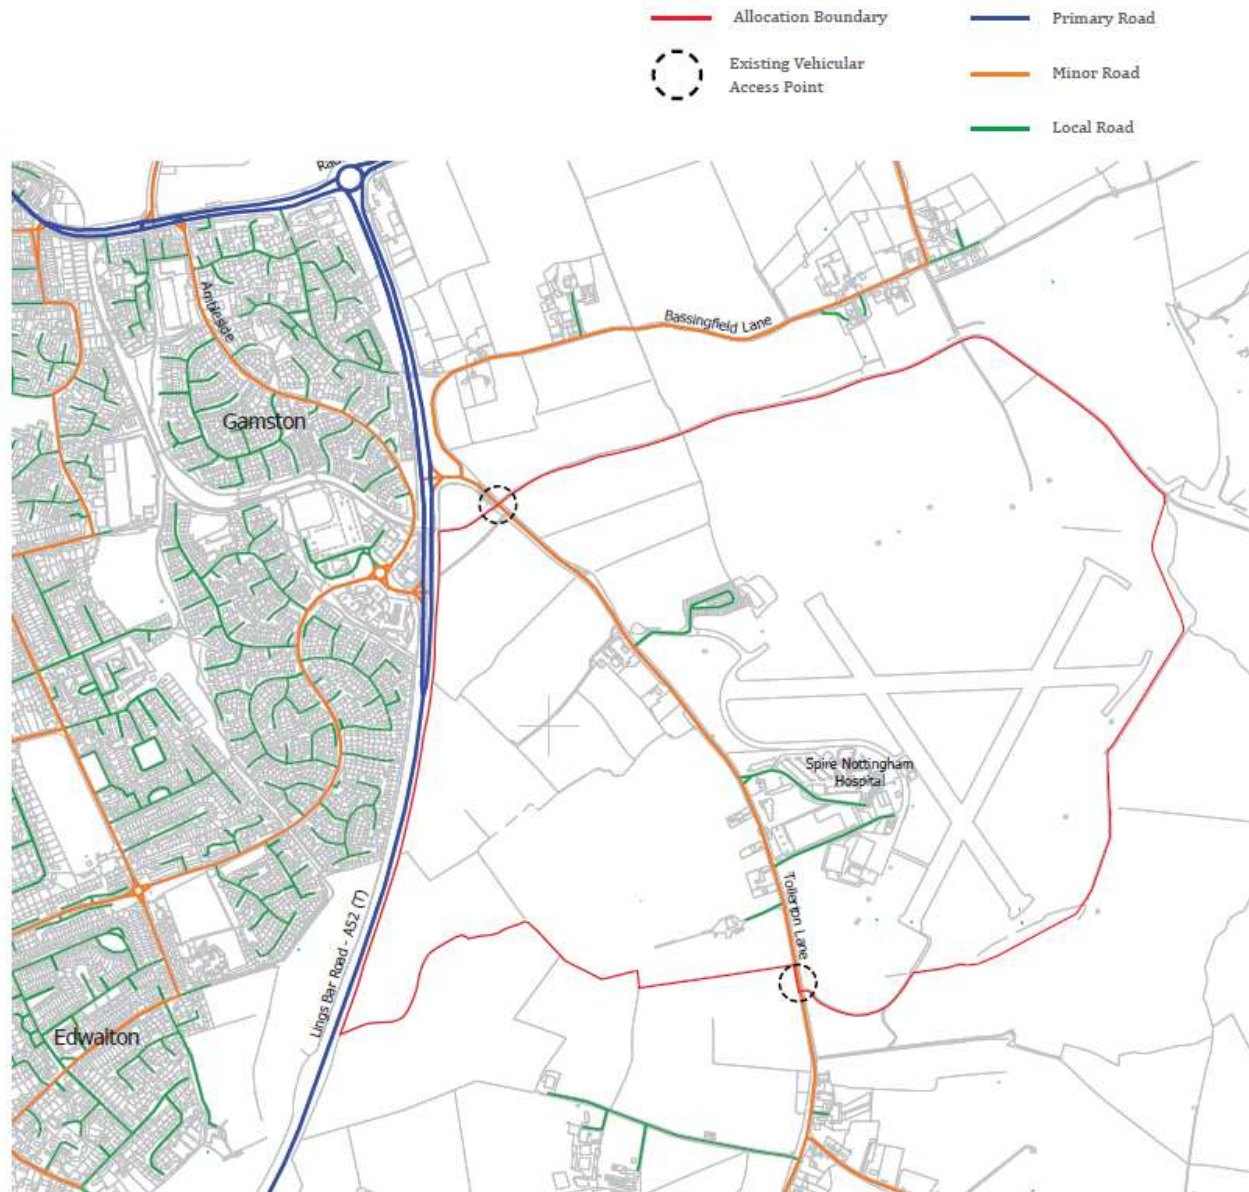 Allocation Boundary
Primary Road
Existing Vehicular
Access Point
Minor Road
Local Road
Ambleside
Bassingfield Lane
Gamston
Spire Nottingham
Hospital
Tollerton Lane
Lings Bar Road - A52 (T)
Edwalton